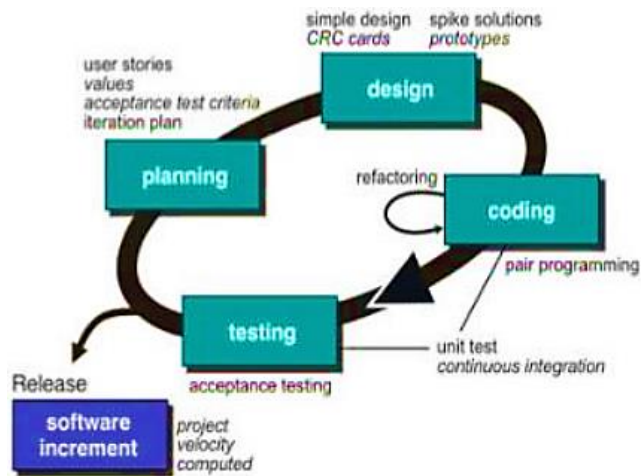 simple design
CRC cards
spike solutions
prototypes
user stories
values
acceptance test criteria
iteration plan
design
planning
refactoring
coding
pair programming
testing
unit test
continuous integration
acceptance testing
Release
software
increment
project
velocity
computed